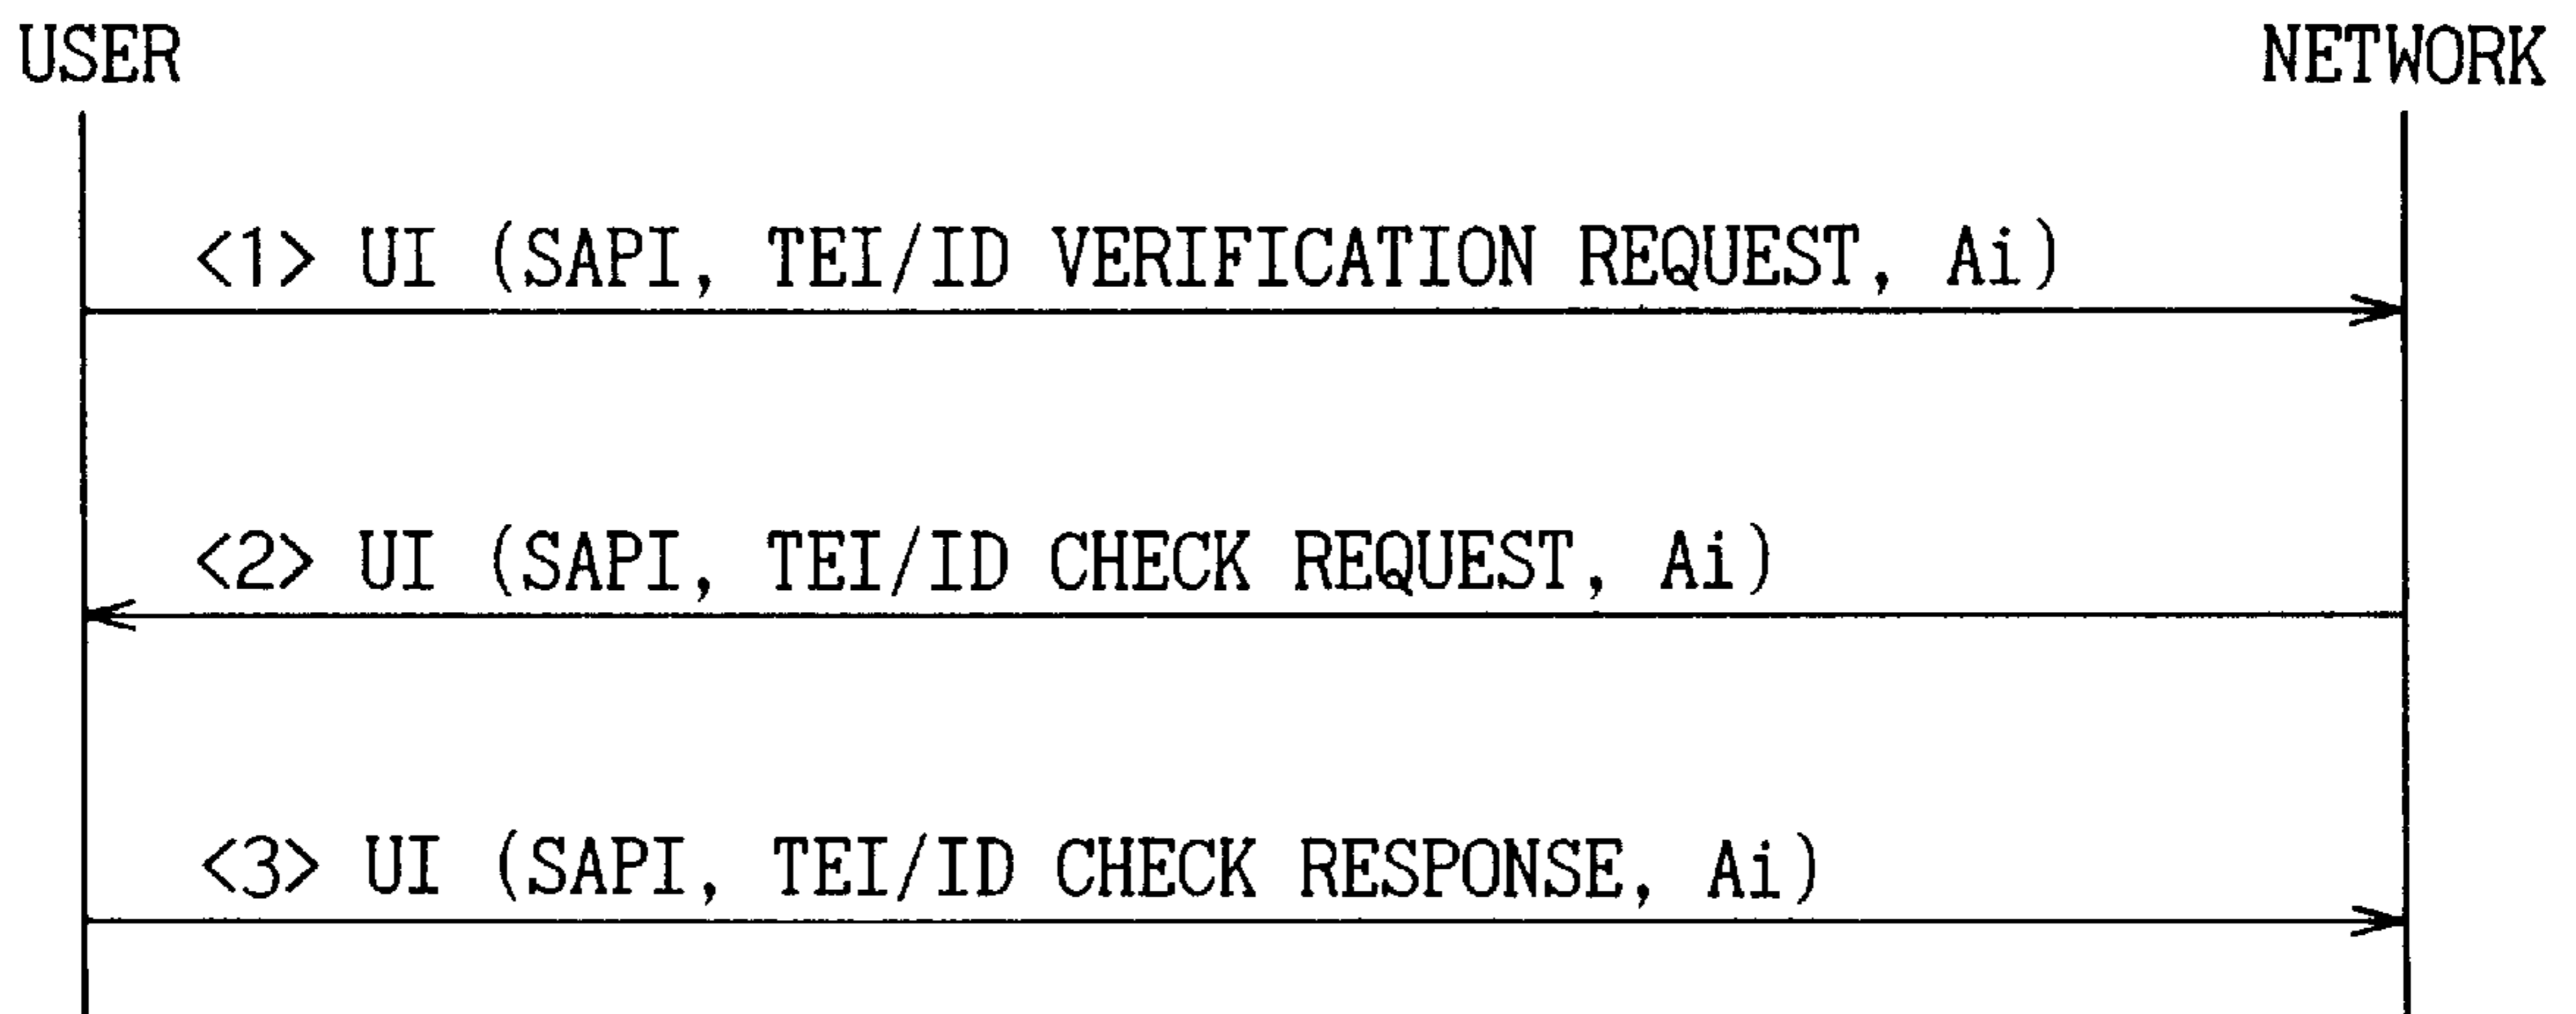 USER NETWORK
<1> UI (SAPI, TEI/ID VERIFICATION REQUEST, Ai)
<2> UI (SAPI, TEI/ID CHECK REQUEST, Ai)
<3> UI (SAPI, TEI/ID CHECK RESPONSE, Ai)